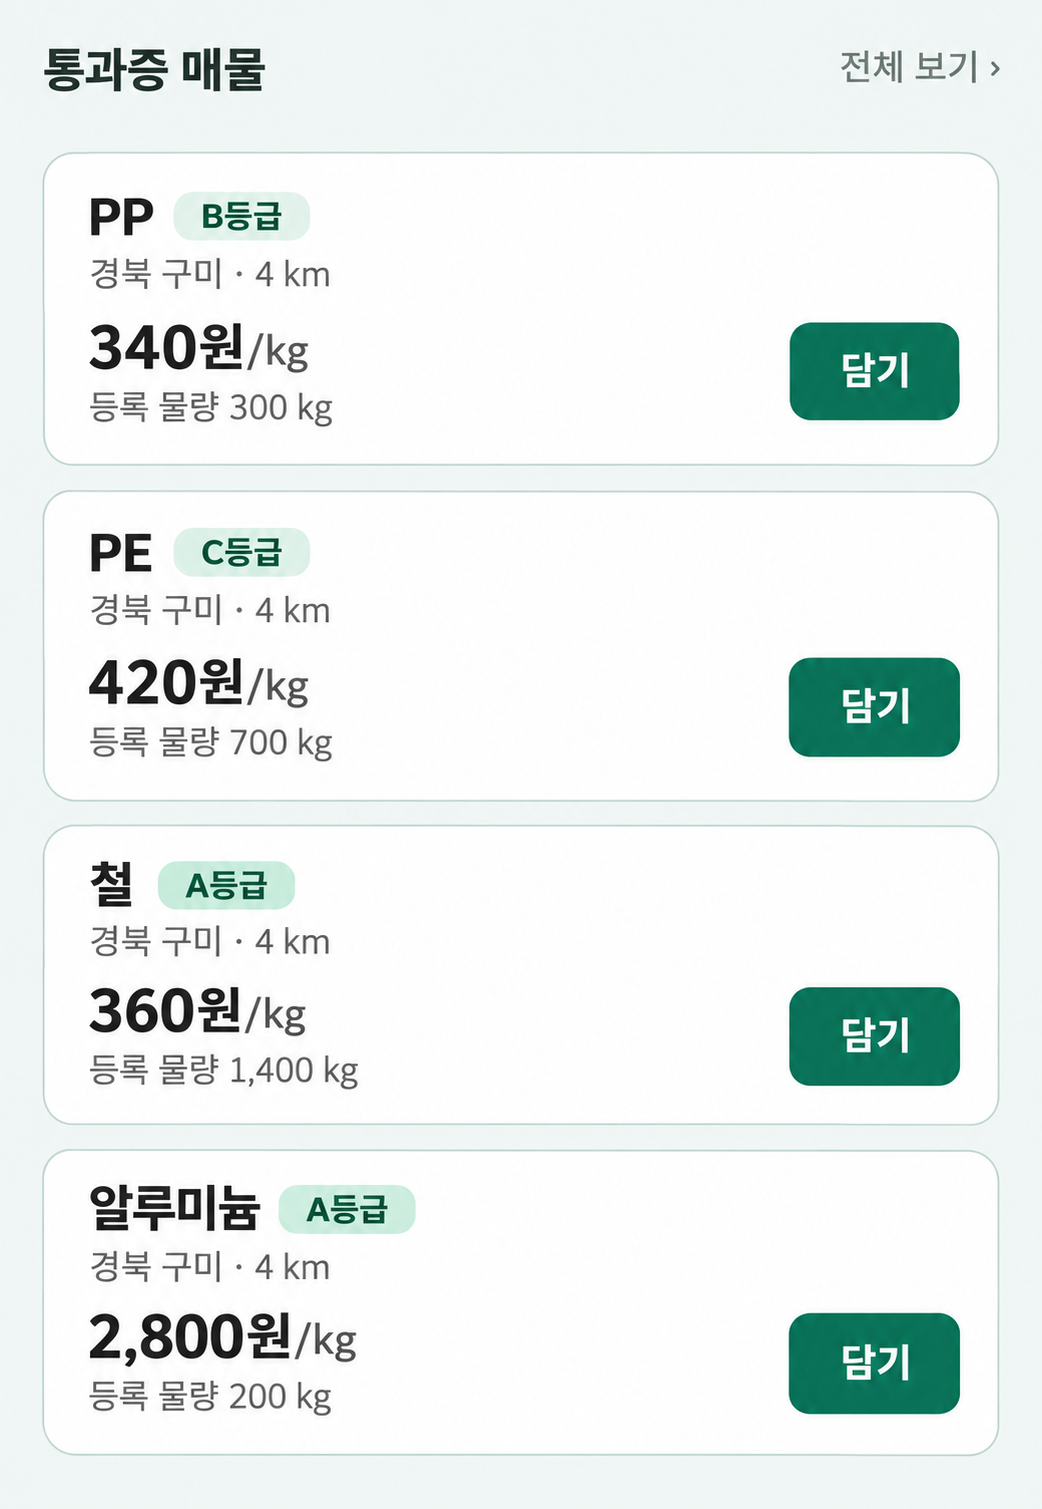 통과증 매물
전체 보기 ›
PP B등급
경북 구미 · 4 km
340원/kg
등록 물량 300 kg
담기
PE C등급
경북 구미 · 4 km
420원/kg
등록 물량 700 kg
담기
철 A등급
경북 구미 · 4 km
360원/kg
등록 물량 1,400 kg
담기
알루미늄 A등급
경북 구미 · 4 km
2,800원/kg
등록 물량 200 kg
담기